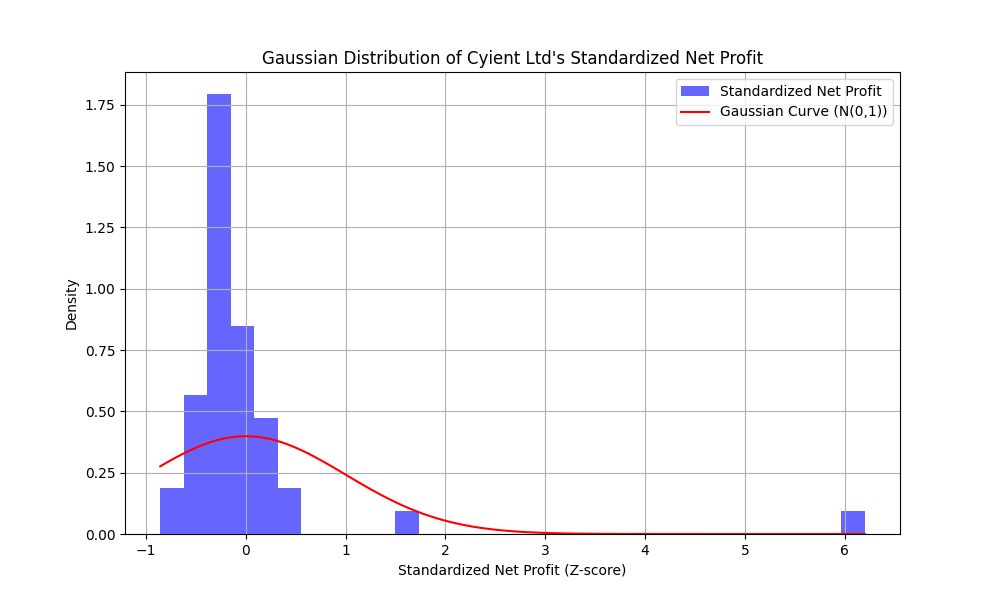 Gaussian Distribution of Cyient Ltd's Standardized Net Profit
Standardized Net Profit
Gaussian Curve (N(0,1))
Density
1.75
1.50
1.25
1.00
0.75
0.50
0.25
0.00
−1 0 1 2 3 4 5 6
Standardized Net Profit (Z-score)